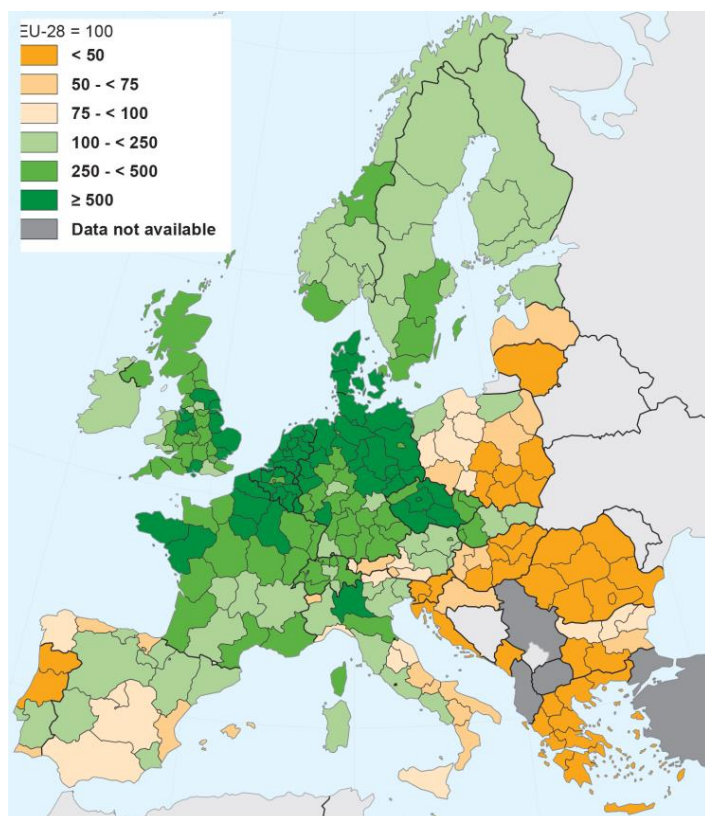 EU-28 = 100
< 50
50 - < 75
75 - < 100
100 - < 250
250 - < 500
≥ 500
Data not available